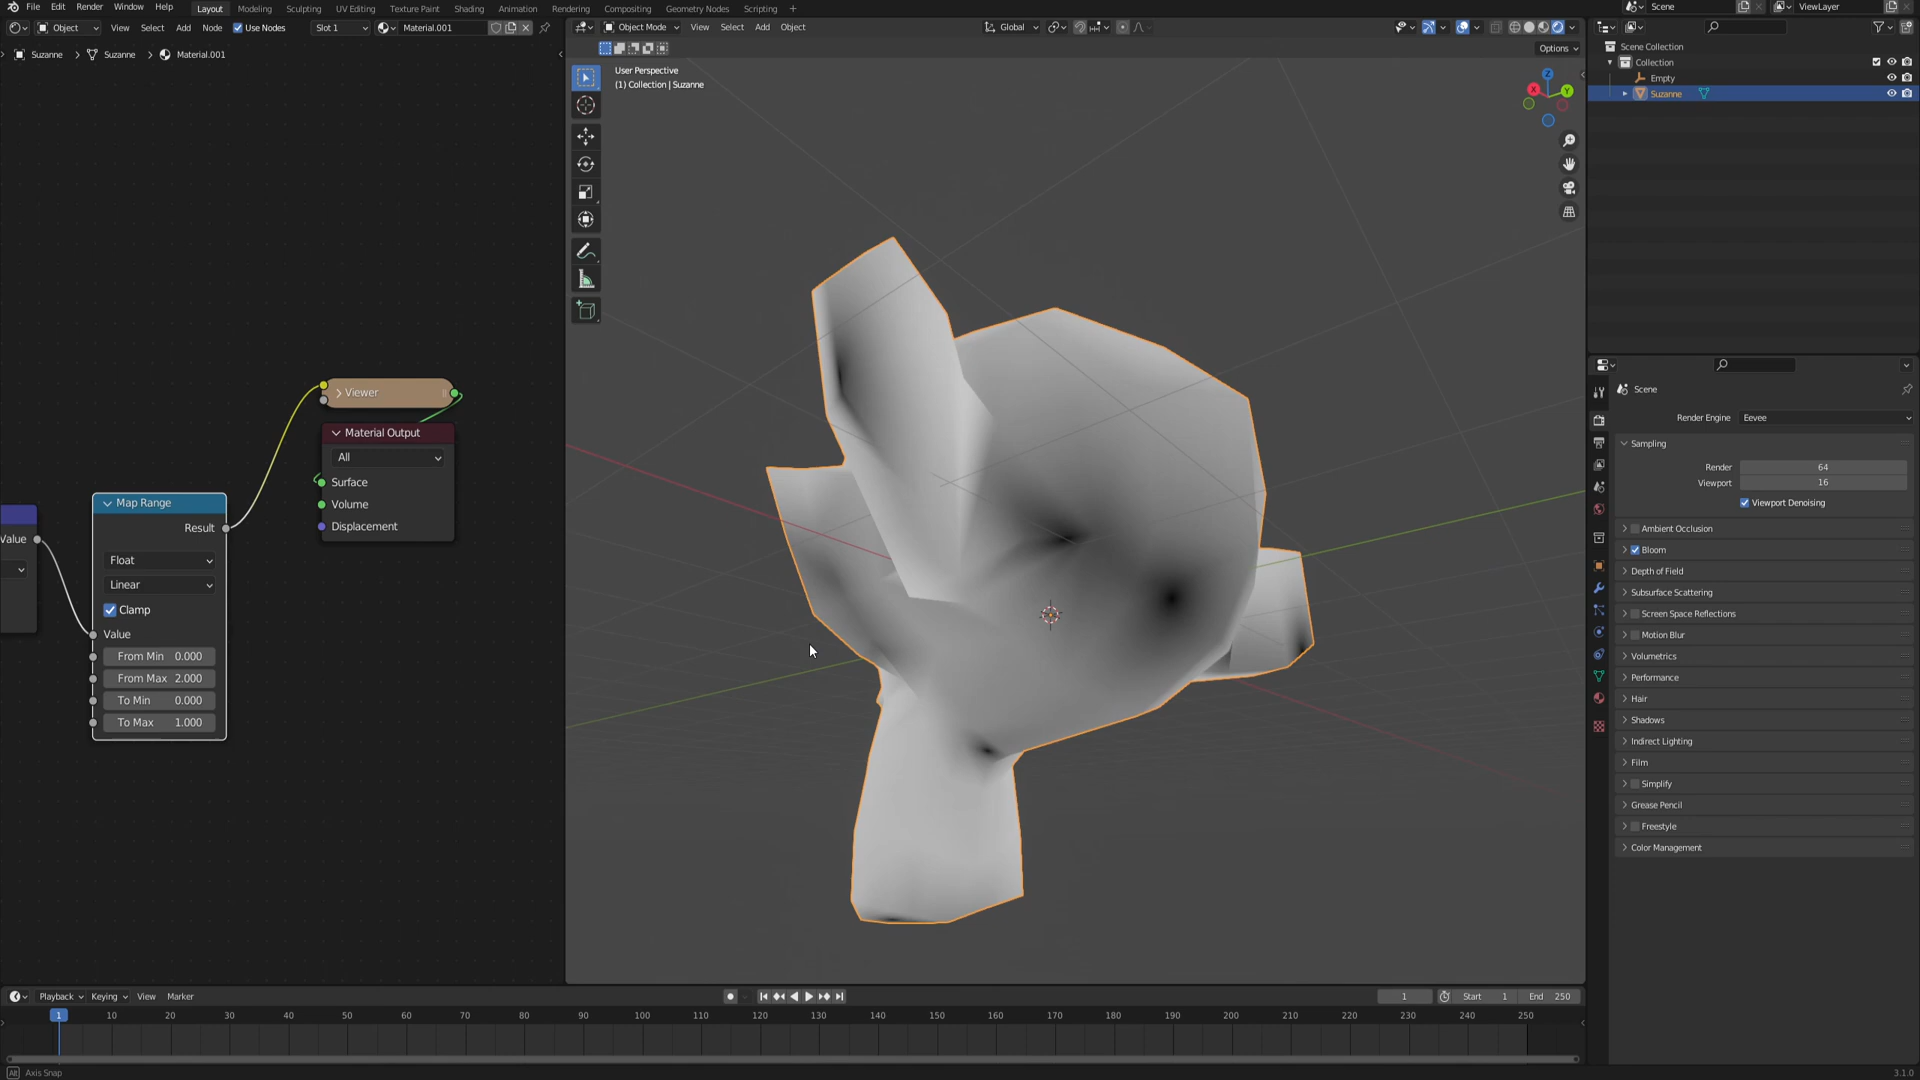 File Edit Render Window Help Layout Modeling Sculpting UV Editing Texture Paint Shading Animation Rendering Compositing Geometry Nodes Scripting + Scene ViewLayer
Object View Select Add Node Use Nodes Slot 1 Material.001 Object Mode View Select Add Object Global
Options
Suzanne > Suzanne > Material.001
User Perspective
(1) Collection | Suzanne
X Y Z
Scene Collection
Collection
Empty
Suzanne
Viewer
Material Output
All
Surface
Volume
Displacement
Value
Map Range
Result
Float
Linear
Clamp
Value
From Min 0.000
From Max 2.000
To Min 0.000
To Max 1.000
Scene
Render Engine Eevee
Sampling
Render 64
Viewport 16
Viewport Denoising
Ambient Occlusion
Bloom
Depth of Field
Subsurface Scattering
Screen Space Reflections
Motion Blur
Volumetrics
Performance
Hair
Shadows
Indirect Lighting
Film
Simplify
Grease Pencil
Freestyle
Color Management
Playback Keying View Marker 1 Start 1 End 250
1 10 20 30 40 50 60 70 80 90 100 110 120 130 140 150 160 170 180 190 200 210 220 230 240 250
Alt Axis Snap 3.1.0